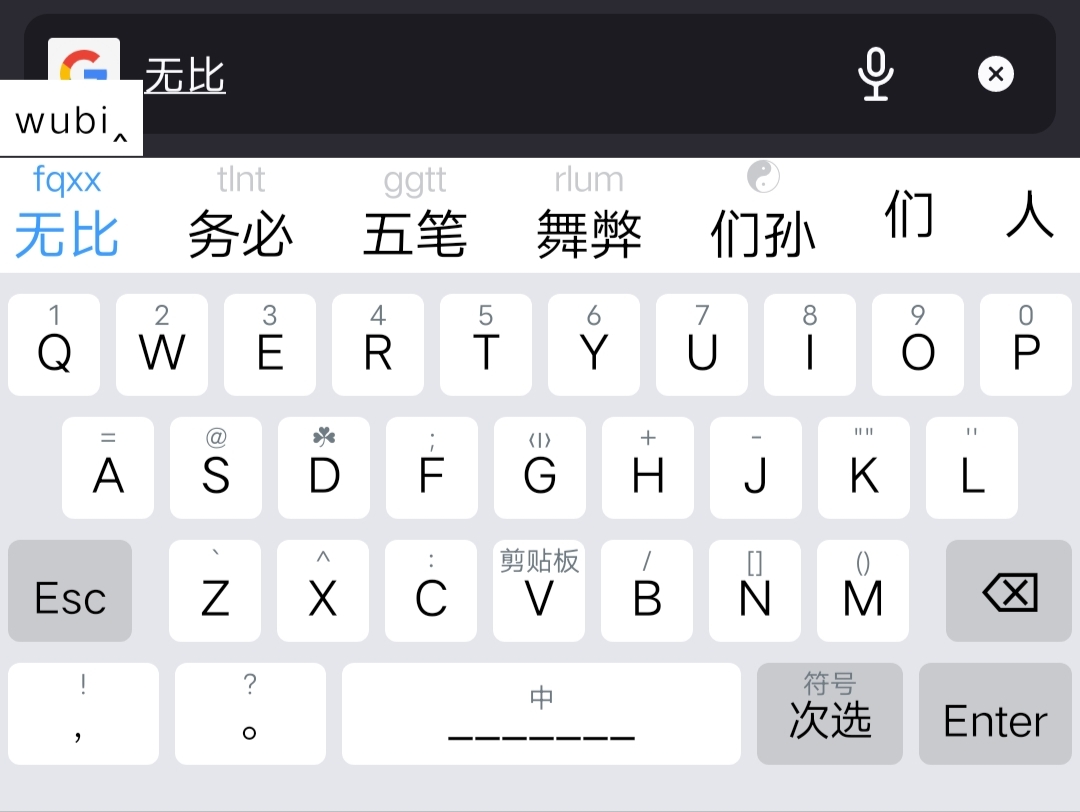 无比
wubi‸
fqxx tlnt ggtt rlum ☯
无比 务必 五笔 舞弊 们孙 们 人
1 2 3 4 5 6 7 8 9 0
Q W E R T Y U I O P
= @ ☘ ; ⟨|⟩ + - "" ''
A S D F G H J K L
` ^ : 剪贴板 / [] ()
Esc Z X C V B N M ⌫
! ? 中 符号
, 。 _______ 次选 Enter